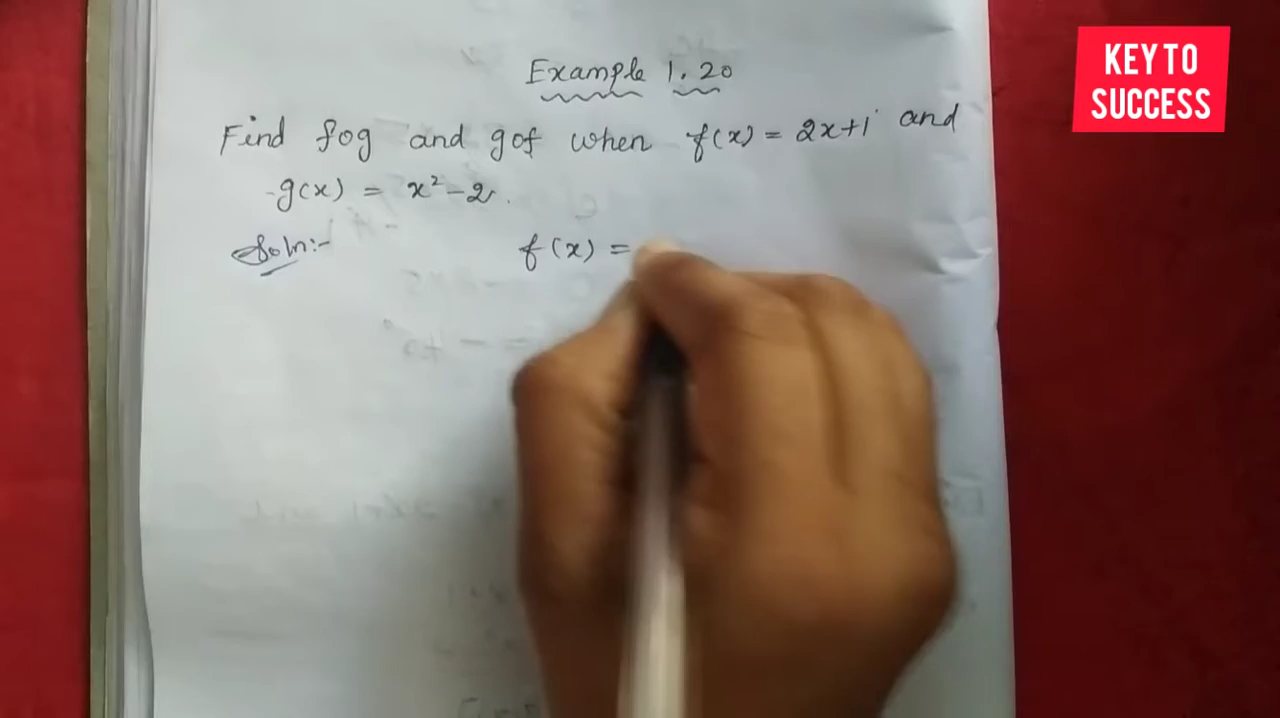 Example 1.20
Find fog and gof when f(x) = 2x+1 and
g(x) = x² - 2.
Soln:-
f(x) =
KEY TO
SUCCESS